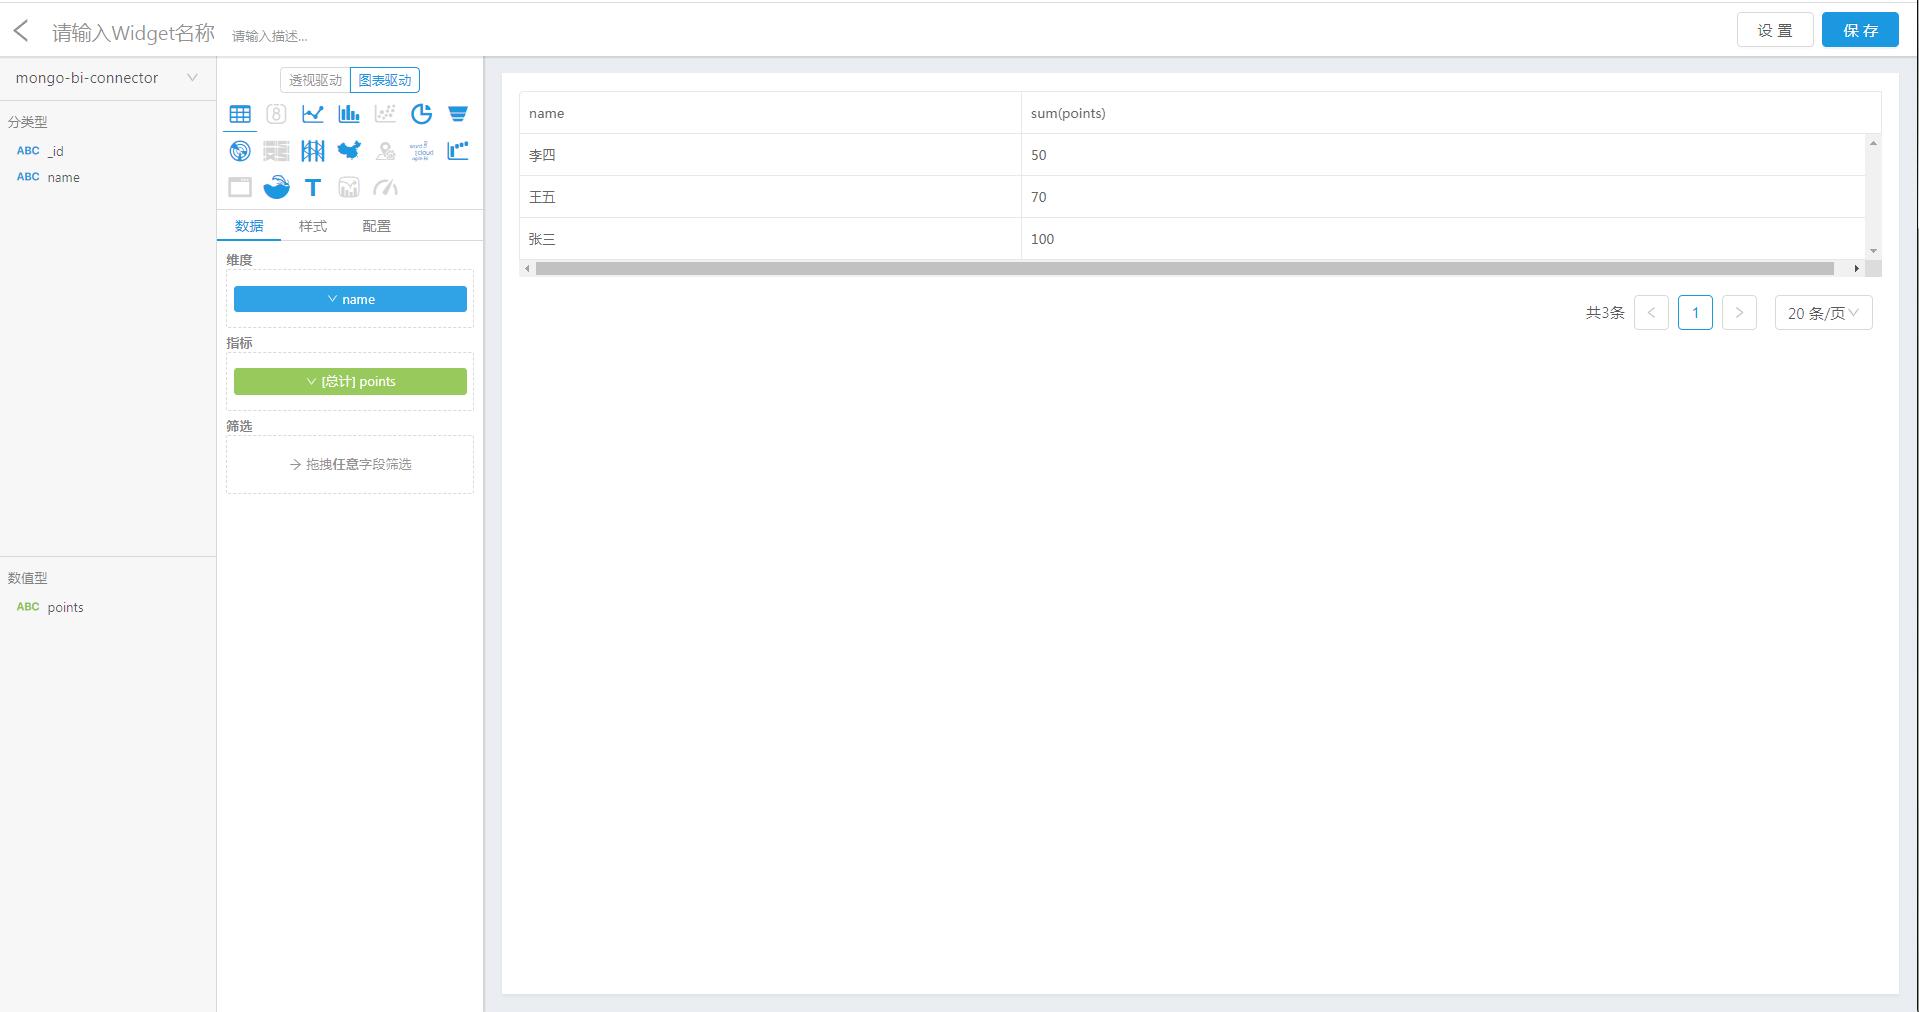 请输入Widget名称 请输入描述... 设 置 保 存
mongo-bi-connector
分类型
ABC _id
ABC name
数值型
ABC points
透视驱动 图表驱动
数据 样式 配置
维度
name
指标
[总计] points
筛选
拖拽任意字段筛选
name sum(points)
李四 50
王五 70
张三 100
共3条 1 20 条/页